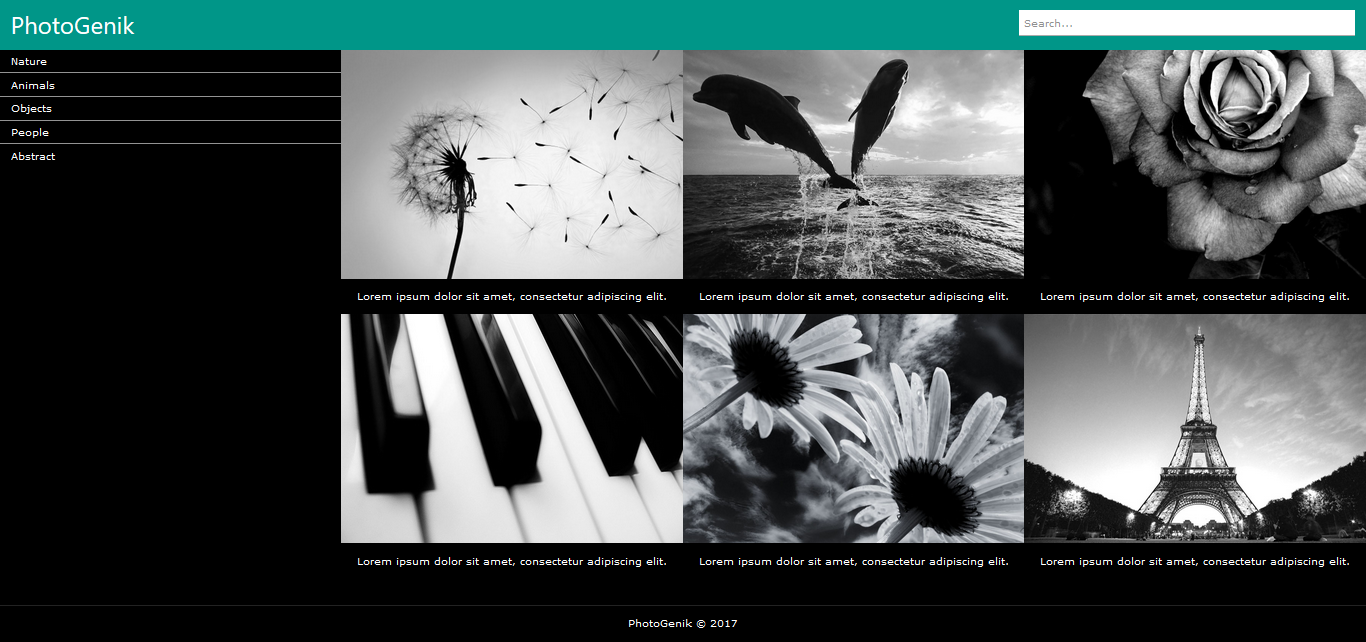 PhotoGenik
Search...
Nature
Animals
Objects
People
Abstract
Lorem ipsum dolor sit amet, consectetur adipiscing elit.
Lorem ipsum dolor sit amet, consectetur adipiscing elit.
Lorem ipsum dolor sit amet, consectetur adipiscing elit.
Lorem ipsum dolor sit amet, consectetur adipiscing elit.
Lorem ipsum dolor sit amet, consectetur adipiscing elit.
Lorem ipsum dolor sit amet, consectetur adipiscing elit.
PhotoGenik © 2017